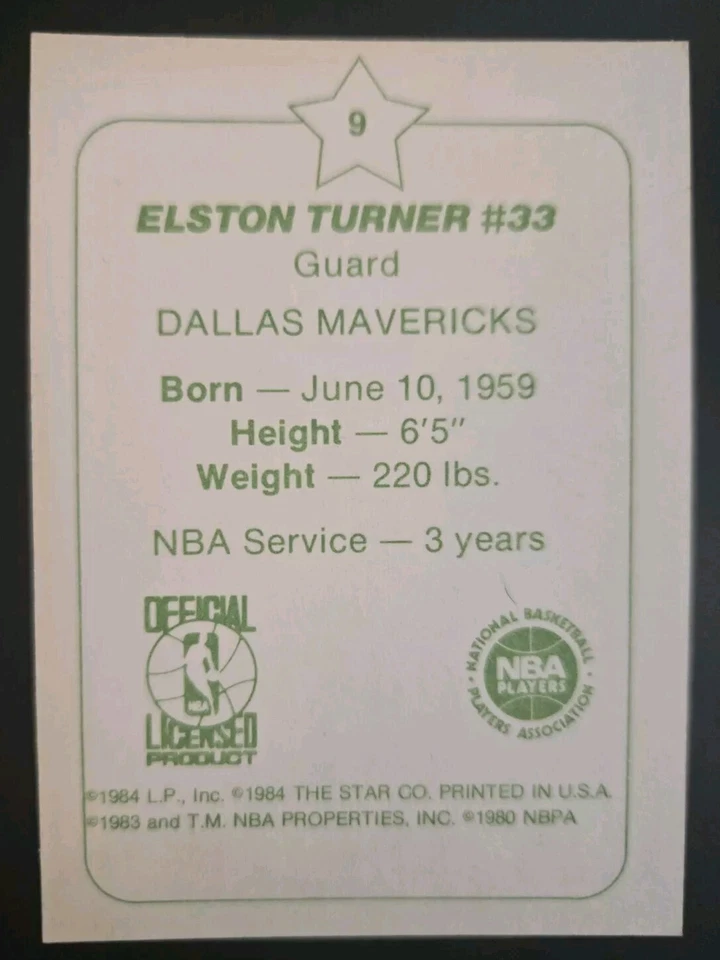 9
ELSTON TURNER #33
Guard
DALLAS MAVERICKS
Born — June 10, 1959
Height — 6'5"
Weight — 220 lbs.
NBA Service — 3 years
OFFICIAL
LICENSED
PRODUCT
• NATIONAL BASKETBALL •
NBA
PLAYERS
PLAYERS ASSOCIATION
©1984 L.P., Inc. ©1984 THE STAR CO. PRINTED IN U.S.A.
©1983 and T.M. NBA PROPERTIES, INC. ©1980 NBPA